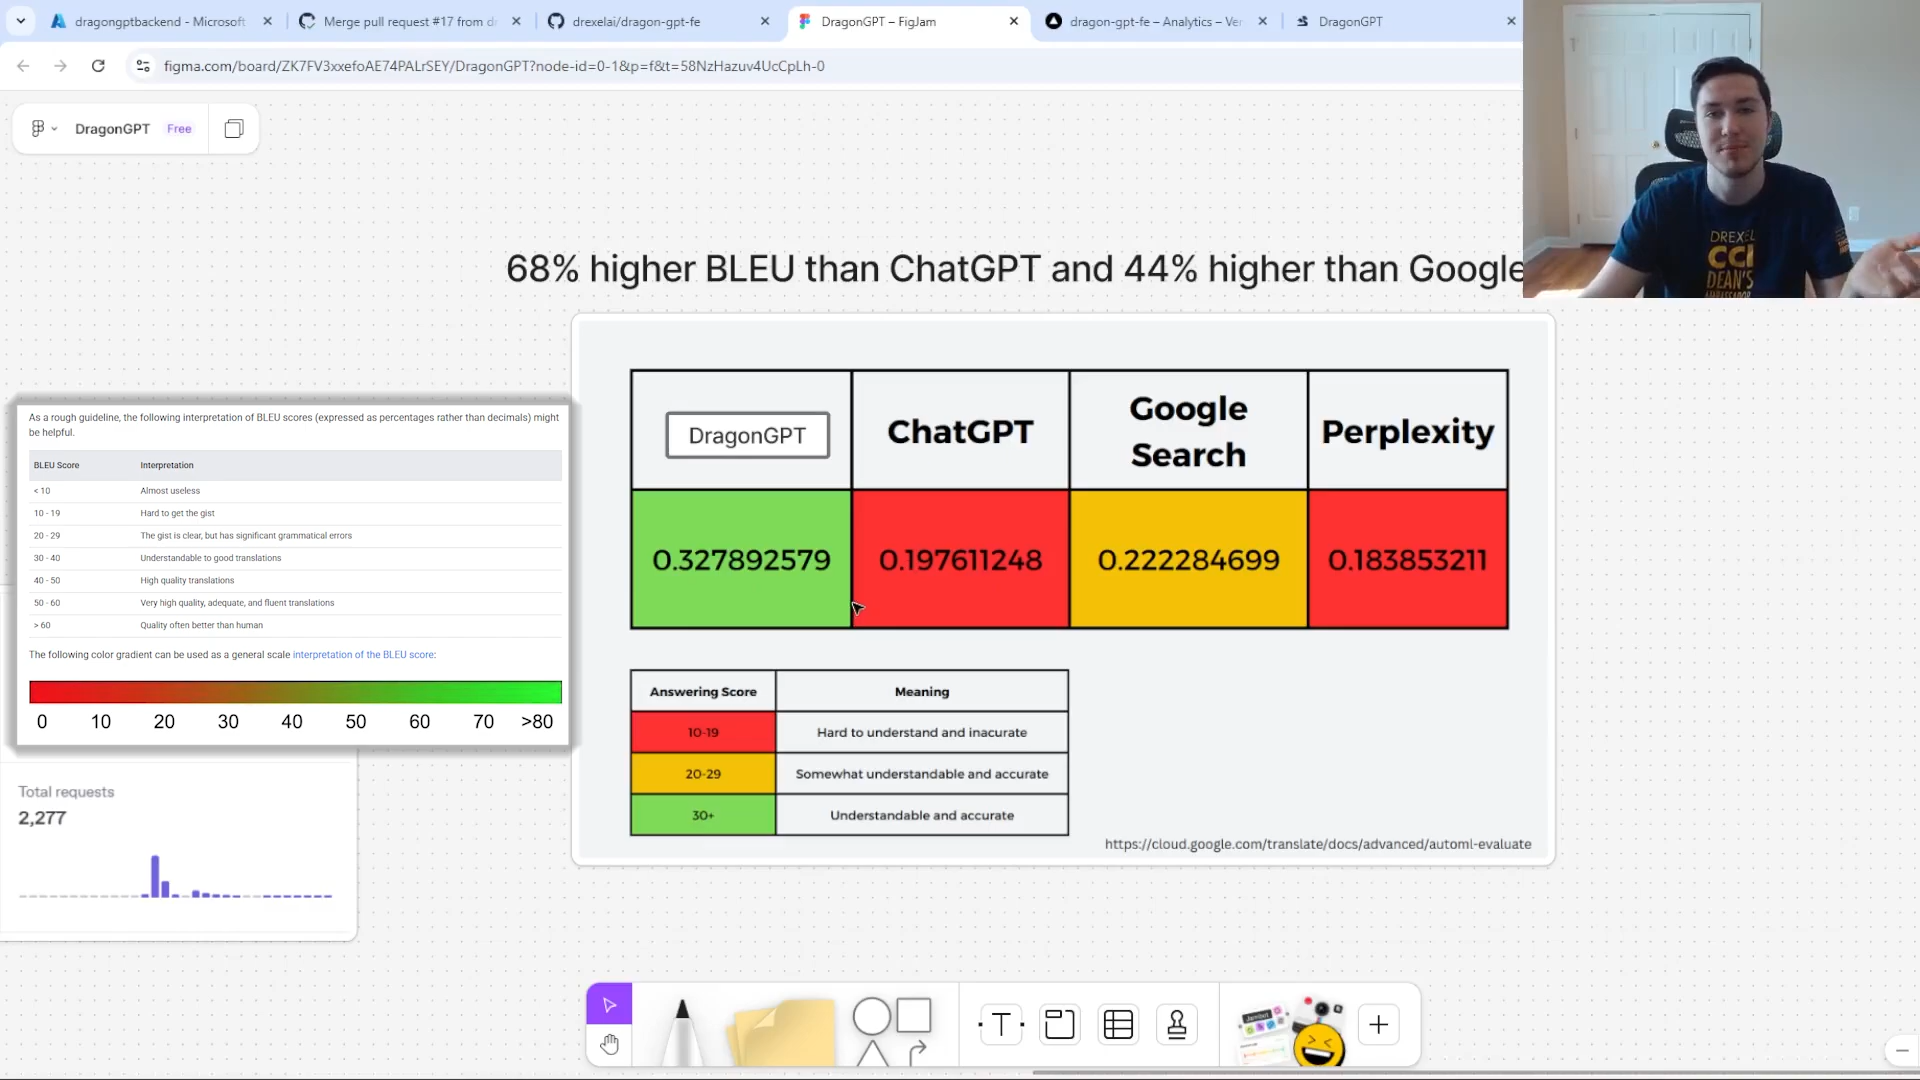 dragongptbackend - Microsoft
Merge pull request #17 from dr
drexelai/dragon-gpt-fe
DragonGPT – FigJam
dragon-gpt-fe – Analytics – Ver
DragonGPT
figma.com/board/ZK7FV3xxefoAE74PALrSEY/DragonGPT?node-id=0-1&p=f&t=58NzHazuv4UcCpLh-0
DragonGPT Free
DREXEL
CCI
DEAN'S
AMBASSADOR
68% higher BLEU than ChatGPT and 44% higher than Google
As a rough guideline, the following interpretation of BLEU scores (expressed as percentages rather than decimals) might
be helpful.
BLEU Score Interpretation
< 10 Almost useless
10 - 19 Hard to get the gist
20 - 29 The gist is clear, but has significant grammatical errors
30 - 40 Understandable to good translations
40 - 50 High quality translations
50 - 60 Very high quality, adequate, and fluent translations
> 60 Quality often better than human
The following color gradient can be used as a general scale interpretation of the BLEU score:
0 10 20 30 40 50 60 70 >80
Total requests
2,277
DragonGPT
ChatGPT
Google
Search
Perplexity
0.327892579 0.197611248 0.222284699 0.183853211
Answering Score Meaning
10-19 Hard to understand and inacurate
20-29 Somewhat understandable and accurate
30+ Understandable and accurate
https://cloud.google.com/translate/docs/advanced/automl-evaluate
T